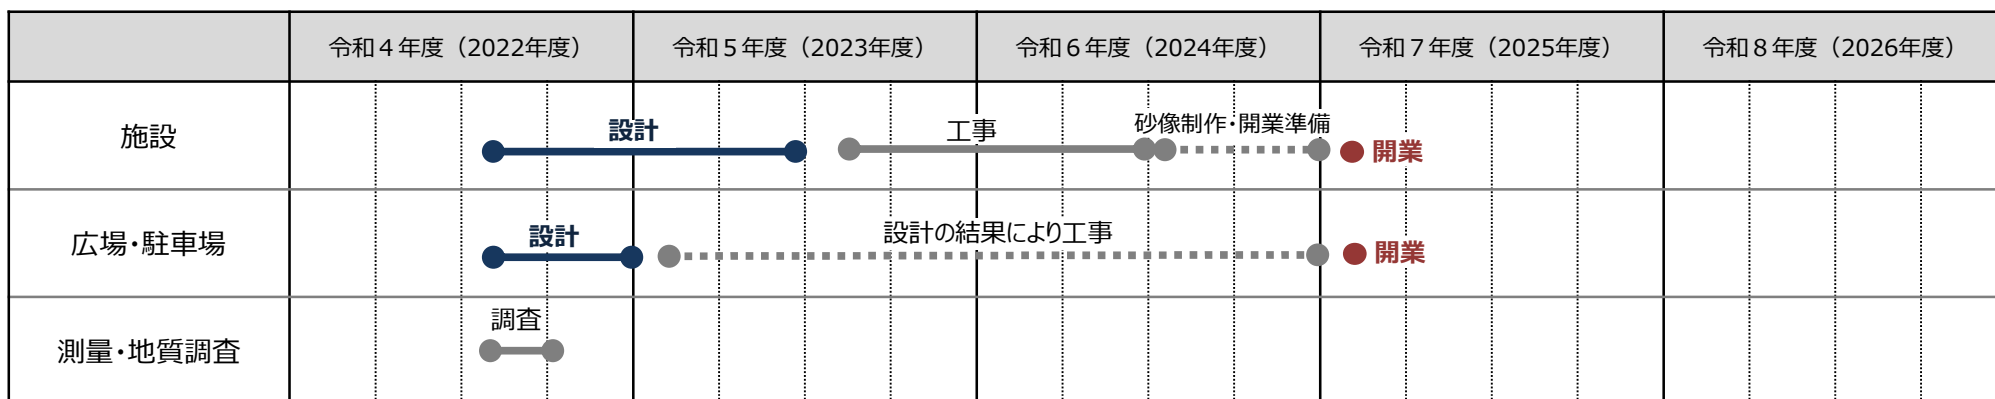 令和４年度（2022年度）
令和５年度（2023年度）
令和６年度（2024年度）
令和７年度（2025年度）
令和８年度（2026年度）
施設
設計
工事
砂像制作・開業準備
開業
広場・駐車場
設計
設計の結果により工事
開業
測量・地質調査
調査